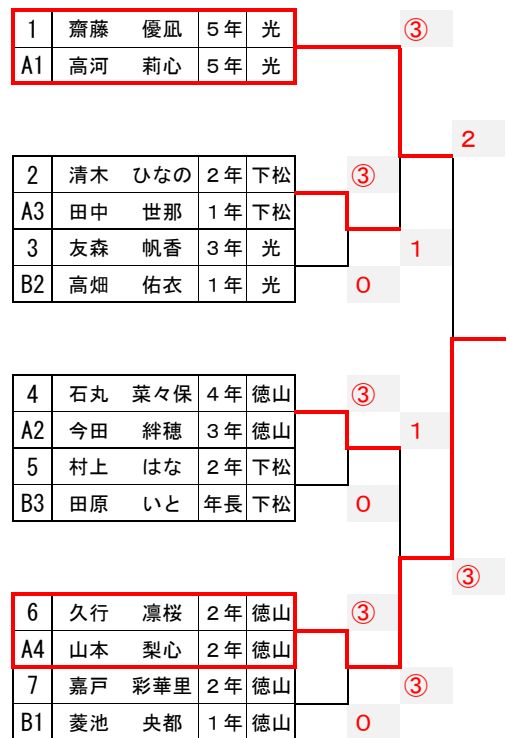 1 齋藤 優凪 5年 光 ③
A1 高河 莉心 5年 光
2
2 清木 ひなの 2年 下松 ③
A3 田中 世那 1年 下松
3 友森 帆香 3年 光 1
B2 高畑 佑衣 1年 光 0
4 石丸 菜々保 4年 徳山 ③
A2 今田 絆穂 3年 徳山 1
5 村上 はな 2年 下松
B3 田原 いと 年長 下松 0
③
6 久行 凛桜 2年 徳山 ③
A4 山本 梨心 2年 徳山
7 嘉戸 彩華里 2年 徳山 ③
B1 菱池 央都 1年 徳山 0